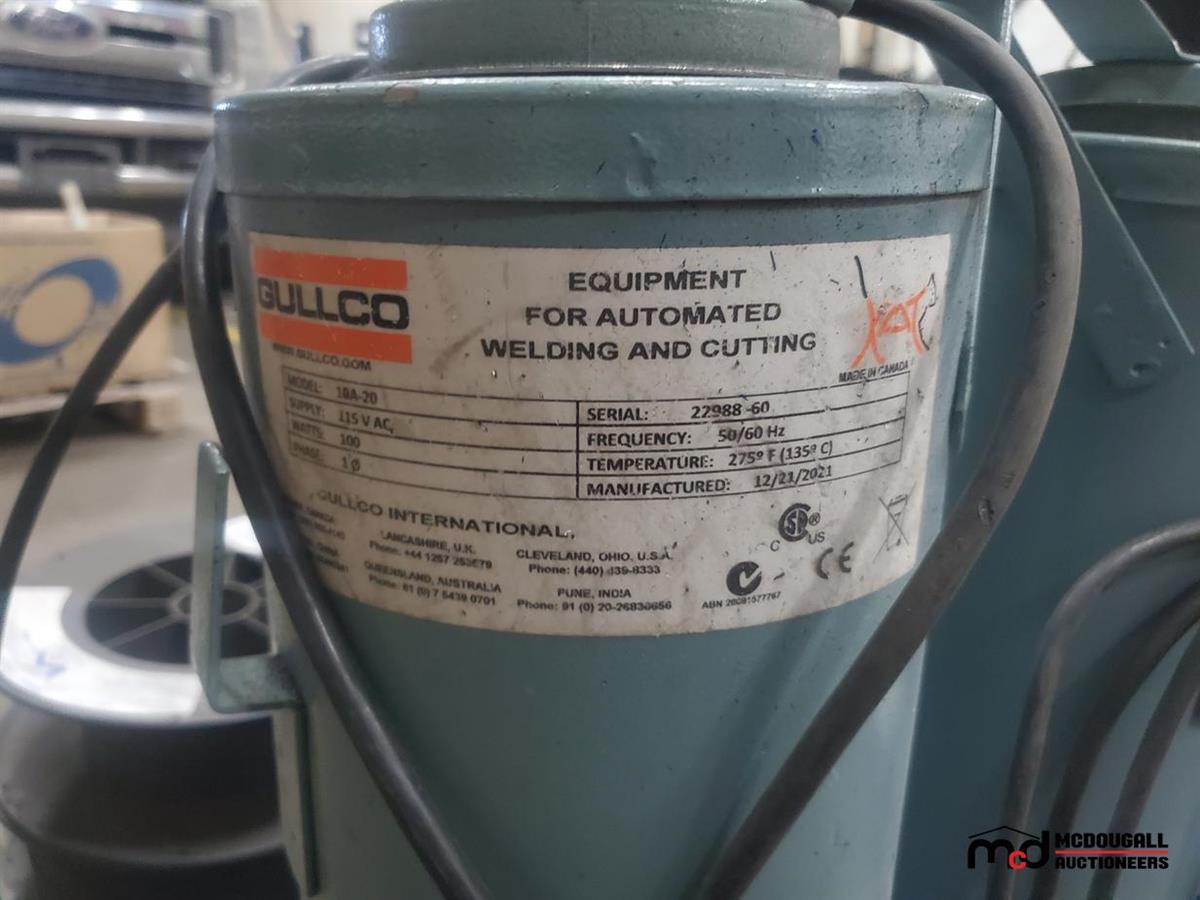 GULLCO
WWW.GULLCO.COM
EQUIPMENT
FOR AUTOMATED
WELDING AND CUTTING
MADE IN CANADA
MODEL: 10A-20
SUPPLY: 115 V AC,
WATTS: 100
PHASE: 1 Ø
SERIAL: 22988-60
FREQUENCY: 50/60 Hz
TEMPERATURE: 275º F (135º C)
MANUFACTURED: 12/21/2021
GULLCO INTERNATIONAL,
LANCASHIRE, U.K.
Phone: +44 1257
QUEENSLAND, AUSTRALIA
Phone: 61 (0) 7 5439 0701
CLEVELAND, OHIO, U.S.A.
Phone: (440) 439-8333
PUNE, INDIA
Phone: 91 (0) 20-26830656
C US
CE
ABN
mcd MCDOUGALL
AUCTIONEERS